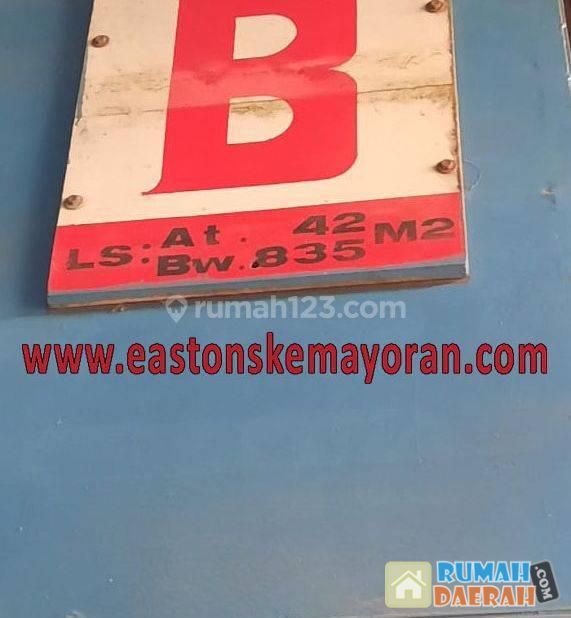 B
LS: At. 42 M2
Bw. 835
rumah123.com
www.eastonskemayoran.com
RUMAH
DAERAH.COM